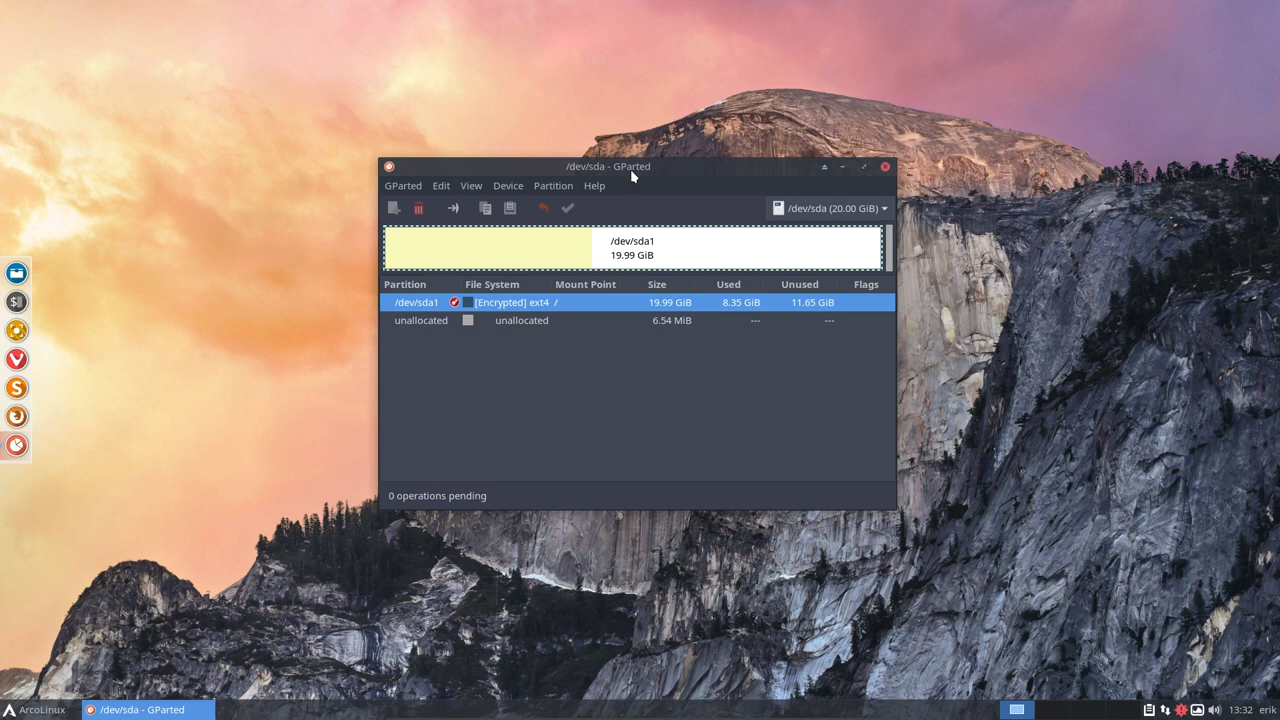 /dev/sda - GParted
GParted Edit View Device Partition Help
/dev/sda (20.00 GiB)
/dev/sda1
19.99 GiB
Partition File System Mount Point Size Used Unused Flags
/dev/sda1 [Encrypted] ext4 / 19.99 GiB 8.35 GiB 11.65 GiB
unallocated unallocated 6.54 MiB --- ---
0 operations pending
ArcoLinux /dev/sda - GParted 13:32 erik